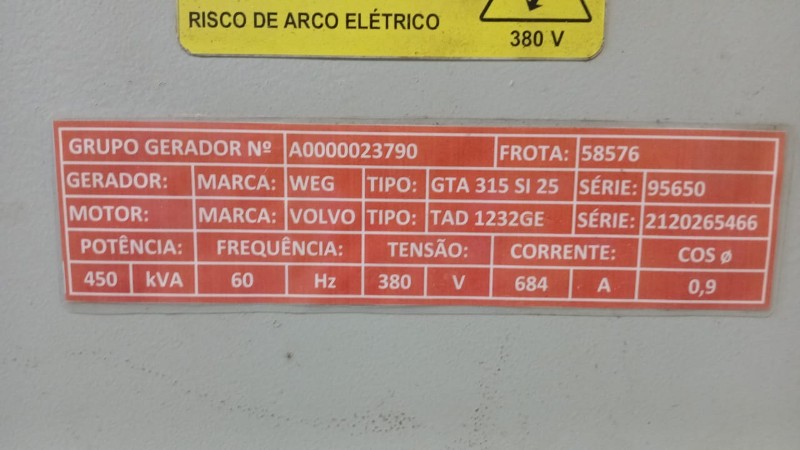 RISCO DE ARCO ELÉTRICO
380 V
GRUPO GERADOR Nº A0000023790 FROTA: 58576
GERADOR: MARCA: WEG TIPO: GTA 315 SI 25 SÉRIE: 95650
MOTOR: MARCA: VOLVO TIPO: TAD 1232GE SÉRIE: 2120265466
POTÊNCIA: FREQUÊNCIA: TENSÃO: CORRENTE: COS ø
450 kVA 60 Hz 380 V 684 A 0,9